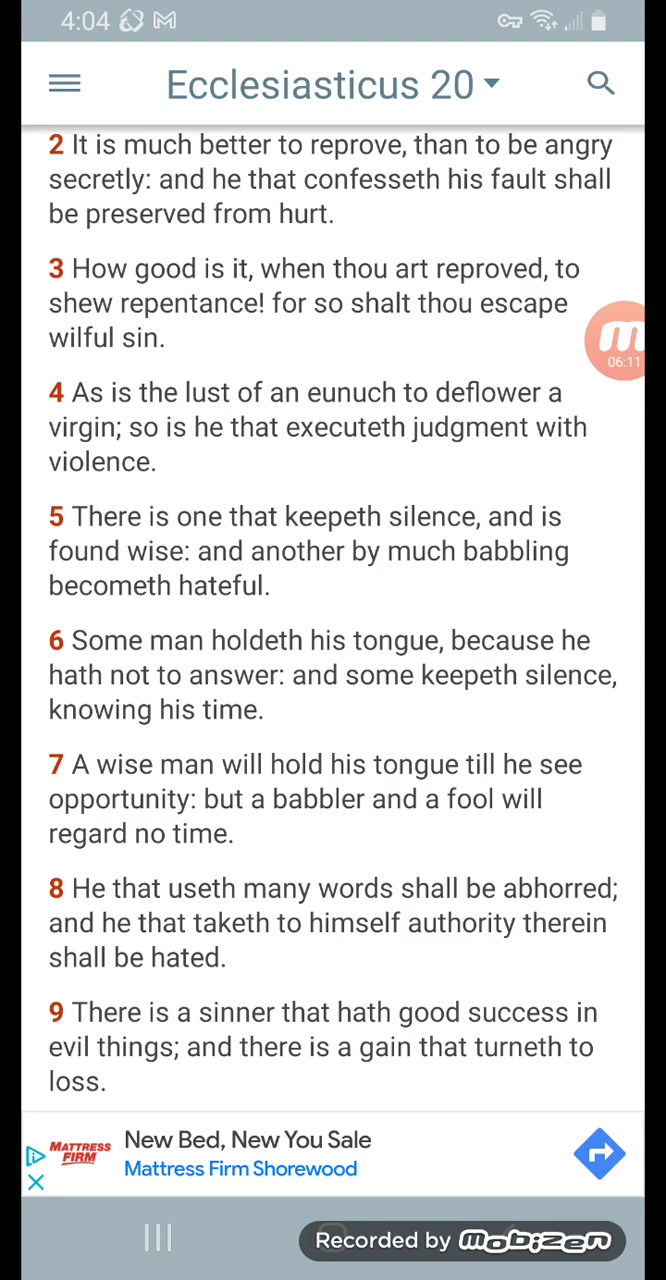 4:04
Ecclesiasticus 20
2 It is much better to reprove, than to be angry
secretly: and he that confesseth his fault shall
be preserved from hurt.
3 How good is it, when thou art reproved, to
shew repentance! for so shalt thou escape
wilful sin.
m
06:11
4 As is the lust of an eunuch to deflower a
virgin; so is he that executeth judgment with
violence.
5 There is one that keepeth silence, and is
found wise: and another by much babbling
becometh hateful.
6 Some man holdeth his tongue, because he
hath not to answer: and some keepeth silence,
knowing his time.
7 A wise man will hold his tongue till he see
opportunity: but a babbler and a fool will
regard no time.
8 He that useth many words shall be abhorred;
and he that taketh to himself authority therein
shall be hated.
9 There is a sinner that hath good success in
evil things; and there is a gain that turneth to
loss.
MATTRESS
FIRM
New Bed, New You Sale
Mattress Firm Shorewood
Recorded by mobizen